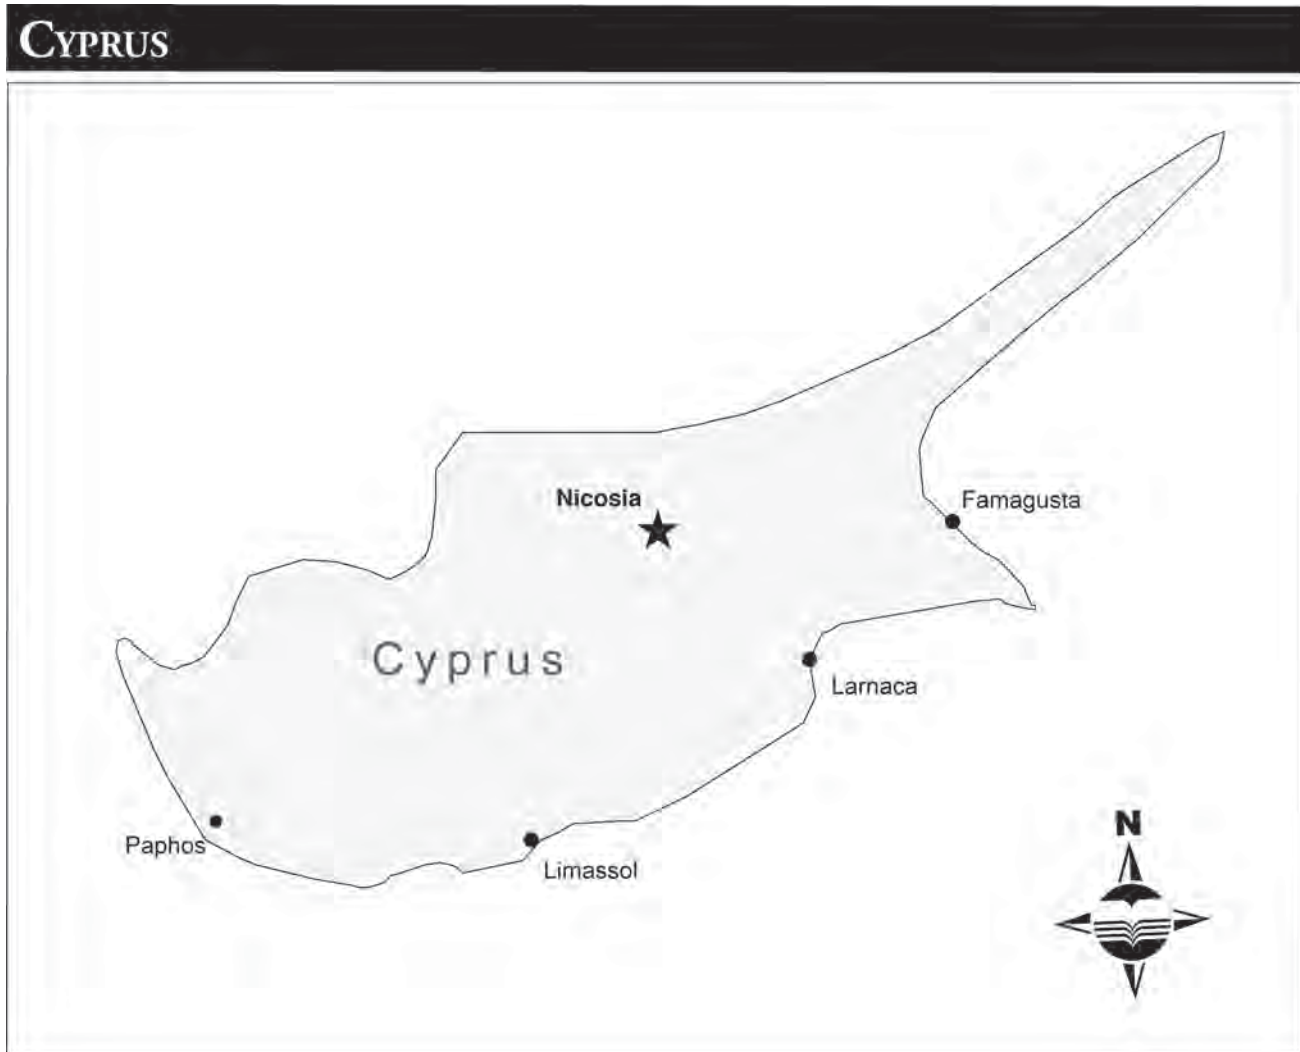 CYPRUS
Nicosia
Famagusta
Cyprus
Larnaca
Paphos
Limassol
N